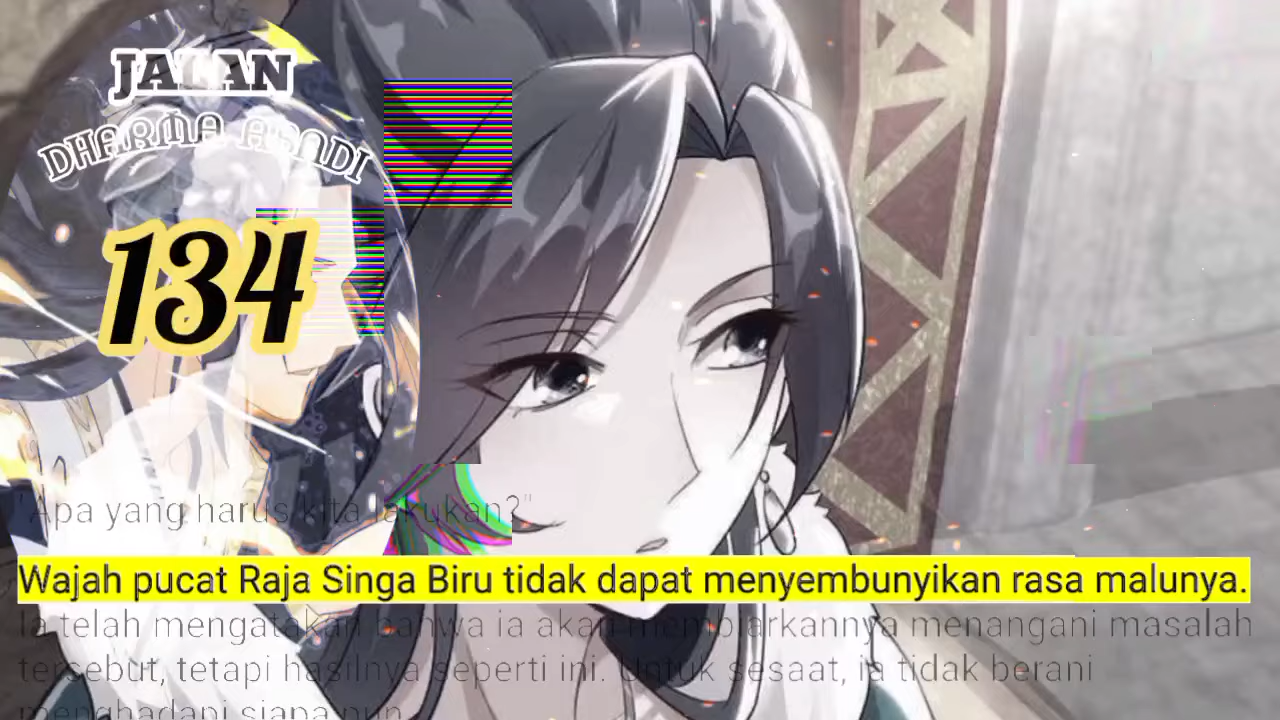 JALAN
DHARMA ABADI
134
"Apa yang harus kita lakukan?"
Wajah pucat Raja Singa Biru tidak dapat menyembunyikan rasa malunya.
Ia telah mengatakan bahwa ia akan membiarkannya menangani masalah
tersebut, tetapi hasilnya seperti ini. Untuk sesaat, ia tidak berani
menghadapi siapa pun.